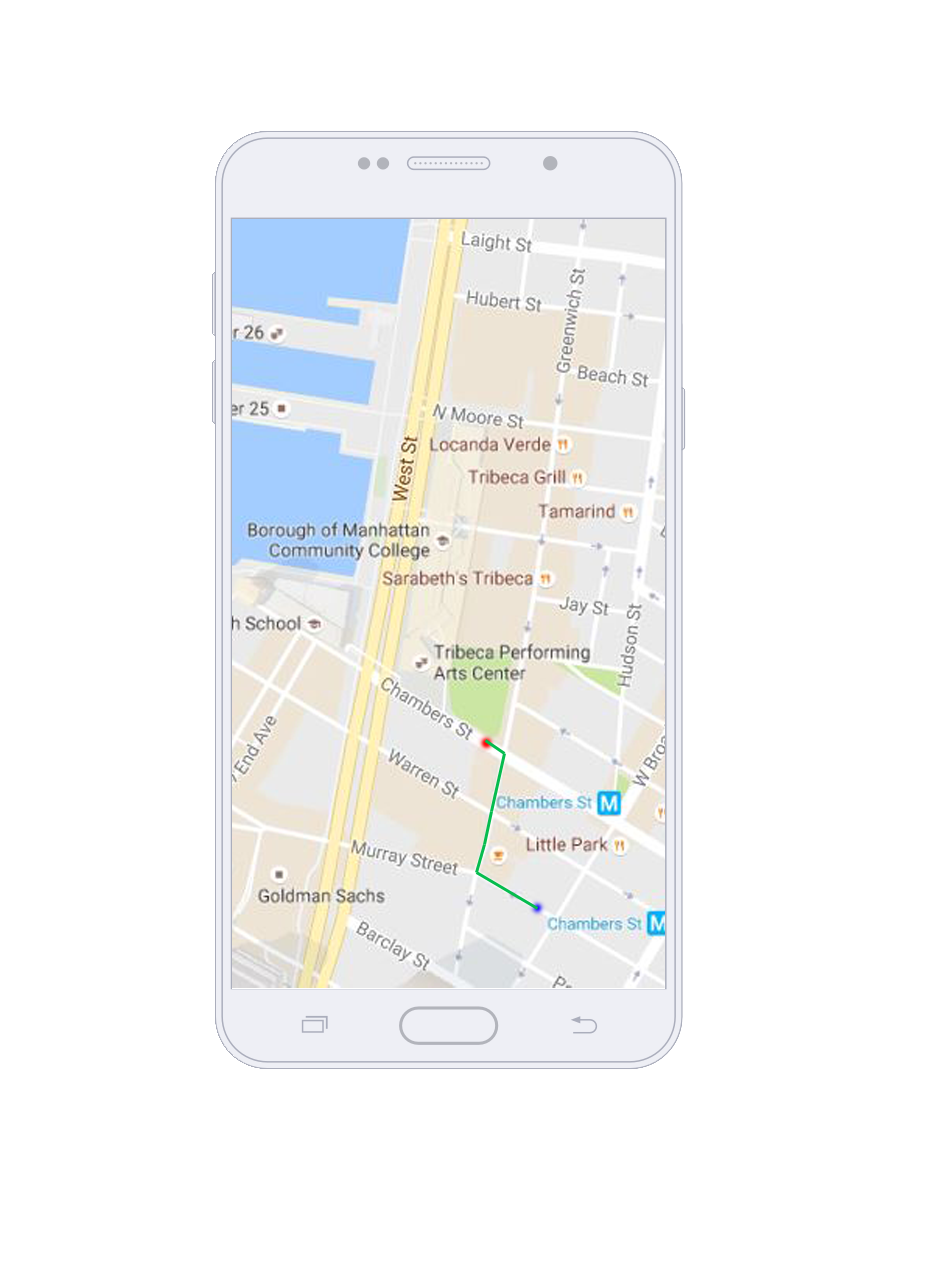 Laight St
Hubert St
Greenwich St
r 26
Beach St
er 25
N Moore St
Locanda Verde
West St
Tribeca Grill
Tamarind
Borough of Manhattan
Community College
Sarabeth's Tribeca
Jay St
h School
Hudson St
Tribeca Performing
Arts Center
Chambers St
End Ave
W Bro
Warren St
Chambers St M
Little Park
Murray Street
Goldman Sachs
Chambers St M
Barclay St